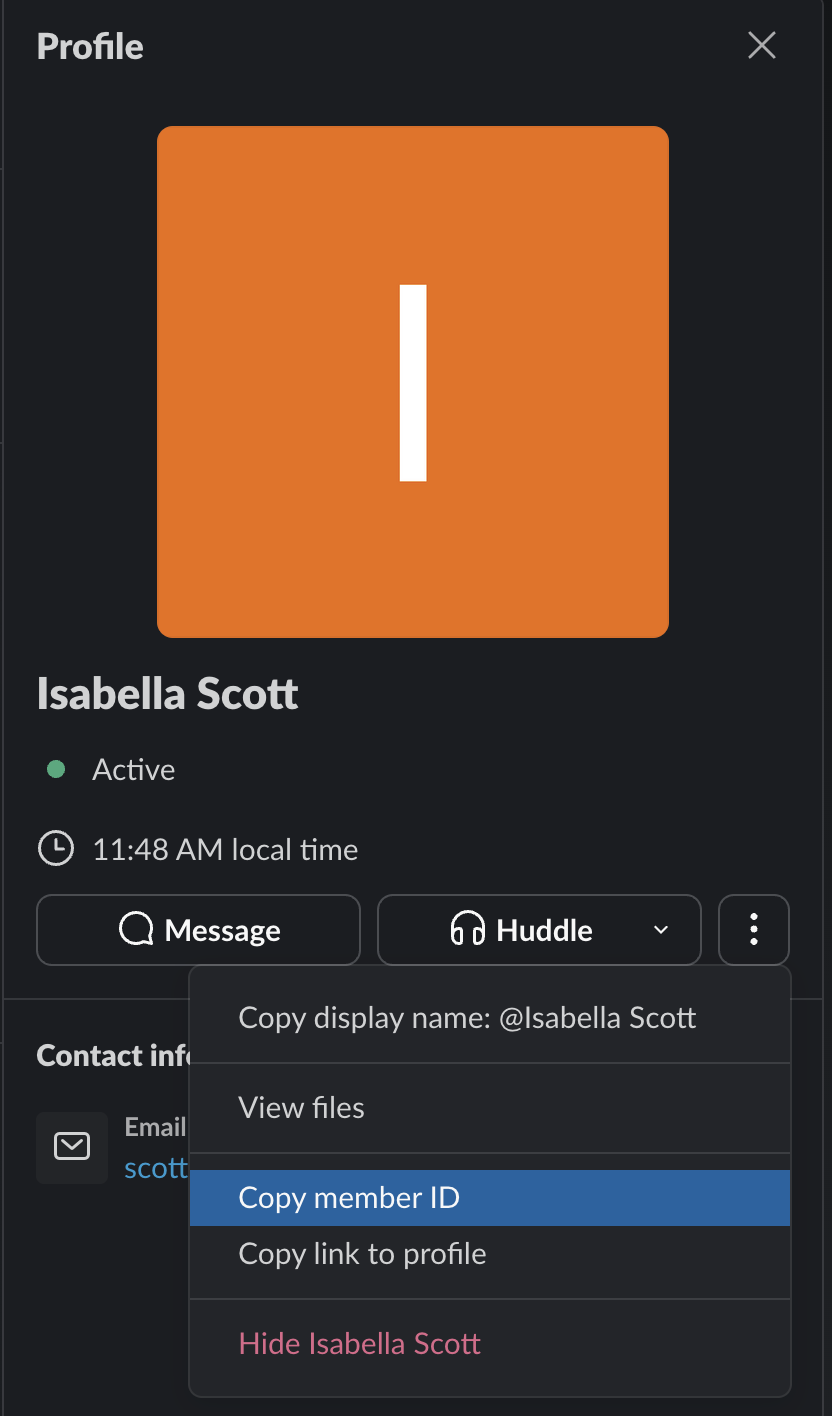 Profile
I
Isabella Scott
Active
11:48 AM local time
Message
Huddle
Copy display name: @Isabella Scott
Contact
View files
Email
scott
Copy member ID
Copy link to profile
Hide Isabella Scott